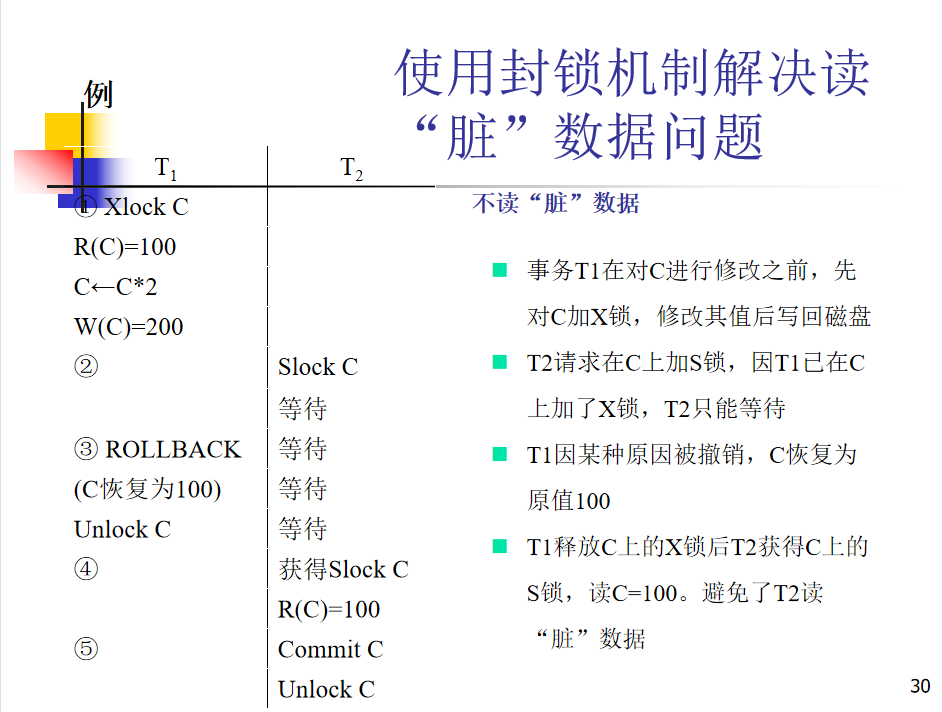 例
使用封锁机制解决读
“脏”数据问题
T1 T2
① Xlock C
R(C)=100
C←C*2
W(C)=200
② Slock C
等待
③ ROLLBACK 等待
(C恢复为100) 等待
Unlock C 等待
④ 获得Slock C
R(C)=100
⑤ Commit C
Unlock C
不读“脏”数据
事务T1在对C进行修改之前，先
对C加X锁，修改其值后写回磁盘
T2请求在C上加S锁，因T1已在C
上加了X锁，T2只能等待
T1因某种原因被撤销，C恢复为
原值100
T1释放C上的X锁后T2获得C上的
S锁，读C=100。避免了T2读
“脏”数据
30